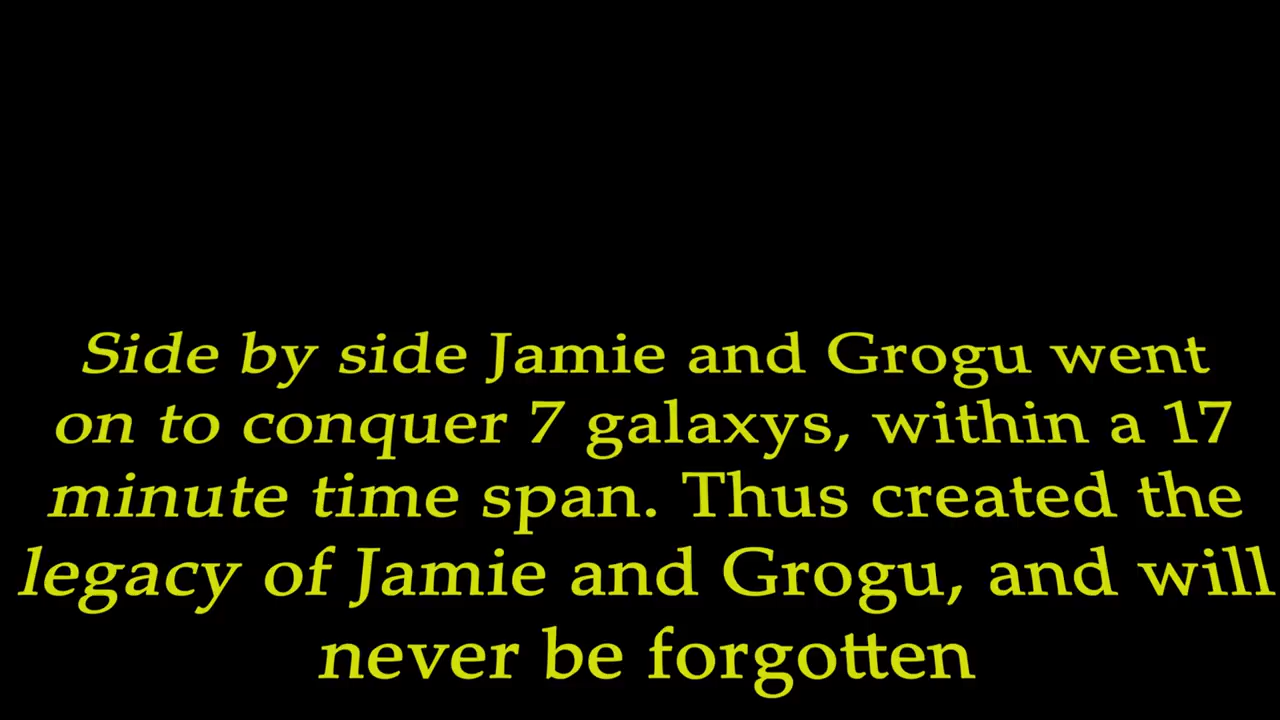 Side by side Jamie and Grogu went
on to conquer 7 galaxys, within a 17
minute time span. Thus created the
legacy of Jamie and Grogu, and will
never be forgotten